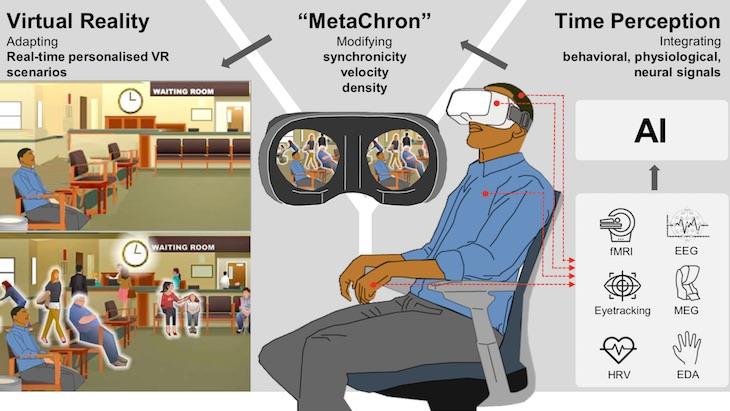 Virtual Reality
Adapting
Real-time personalised VR
scenarios
WAITING ROOM
WAITING ROOM
“MetaChron”
Modifying
synchronicity
velocity
density
Time Perception
Integrating
behavioral, physiological,
neural signals
AI
fMRI
EEG
Eyetracking
MEG
HRV
EDA